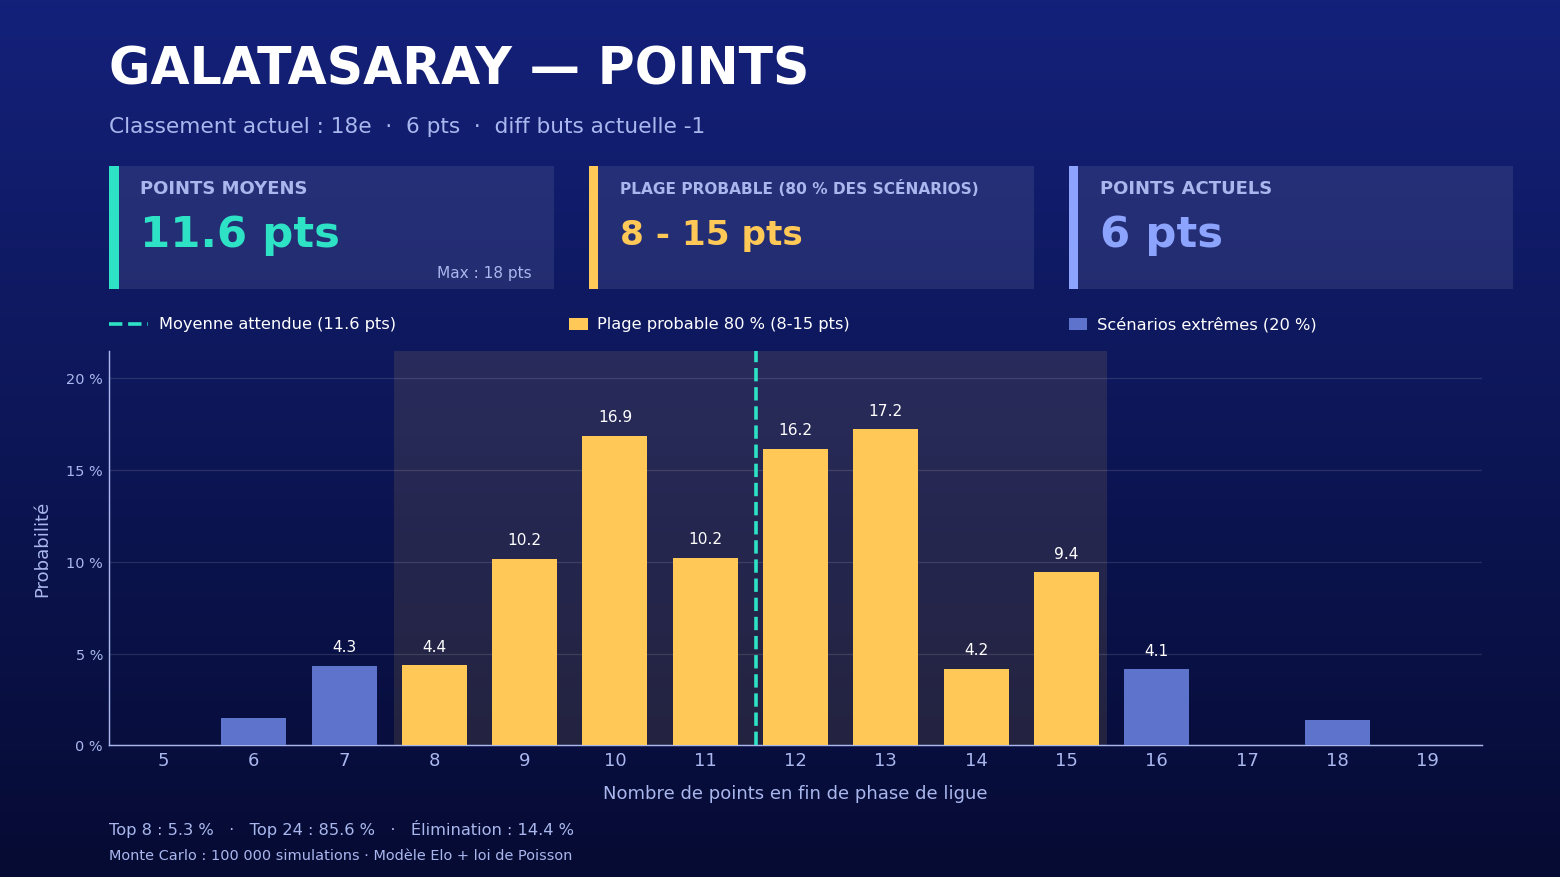 GALATASARAY — POINTS
Classement actuel : 18e · 6 pts · diff buts actuelle -1
POINTS MOYENS
11.6 pts
Max : 18 pts
PLAGE PROBABLE (80 % DES SCÉNARIOS)
8 - 15 pts
POINTS ACTUELS
6 pts
Moyenne attendue (11.6 pts)
Plage probable 80 % (8-15 pts)
Scénarios extrêmes (20 %)
Probabilité
20 %
15 %
10 %
5 %
0 %
4.3
4.4
10.2
16.9
10.2
16.2
17.2
4.2
9.4
4.1
5 6 7 8 9 10 11 12 13 14 15 16 17 18 19
Nombre de points en fin de phase de ligue
Top 8 : 5.3 % · Top 24 : 85.6 % · Élimination : 14.4 %
Monte Carlo : 100 000 simulations · Modèle Elo + loi de Poisson